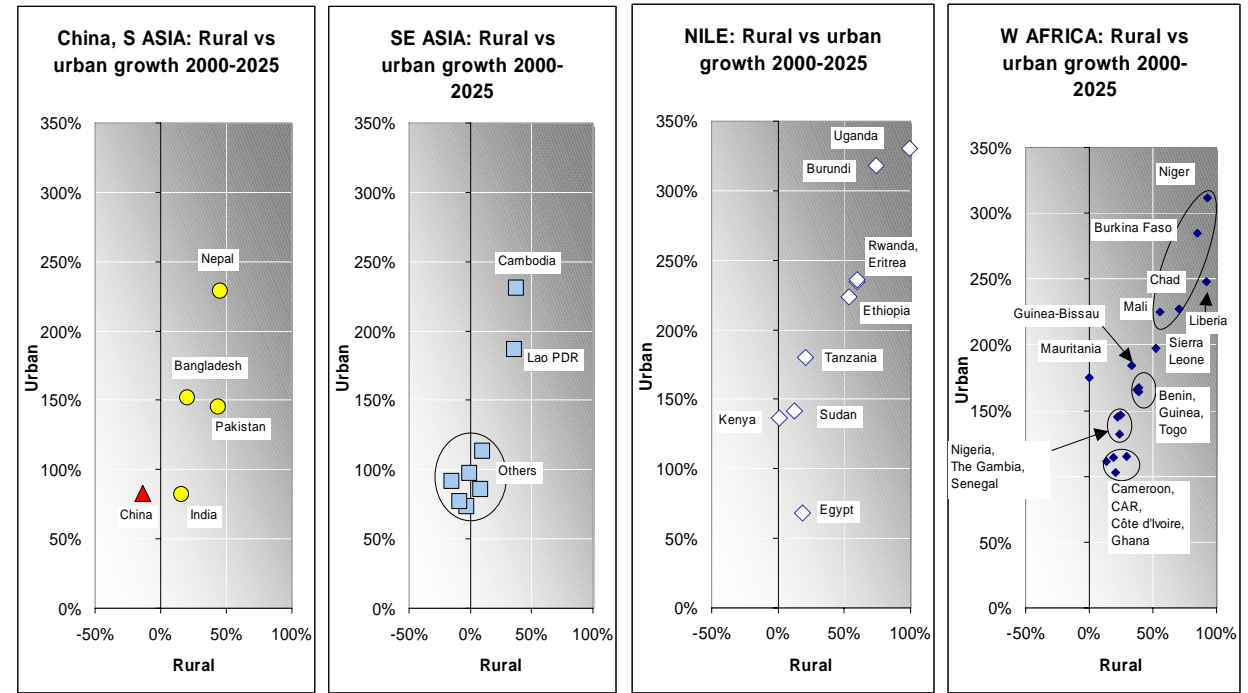 China, S ASIA: Rural vs
urban growth 2000-2025
350%
300%
250%
200%
150%
100%
50%
0%
Urban
Nepal
Bangladesh
Pakistan
China
India
-50%
0%
50%
100%
Rural
SE ASIA: Rural vs
urban growth 2000-
2025
350%
300%
250%
200%
150%
100%
50%
0%
Urban
Cambodia
Lao PDR
Others
-50%
0%
50%
100%
Rural
NILE: Rural vs urban
growth 2000-2025
350%
300%
250%
200%
150%
100%
50%
0%
Urban
Uganda
Burundi
Rwanda,
Eritrea
Ethiopia
Tanzania
Kenya
Sudan
Egypt
-50%
0%
50%
100%
Rural
W AFRICA: Rural vs
urban growth 2000-
2025
350%
300%
250%
200%
150%
100%
50%
0%
Urban
Niger
Burkina Faso
Chad
Mali
Liberia
Guinea-Bissau
Mauritania
Sierra
Leone
Benin,
Guinea,
Togo
Nigeria,
The Gambia,
Senegal
Cameroon,
CAR,
Côte d'Ivoire,
Ghana
-50%
0%
50%
100%
Rural